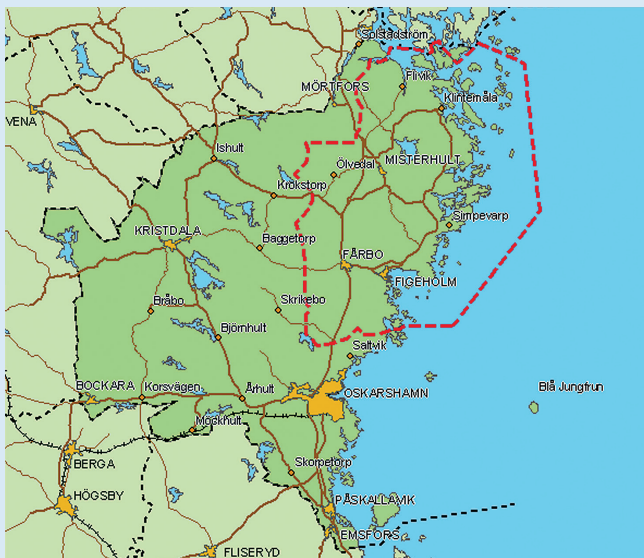 Solstadström
Flivik
MÖRTFORS
Klintemåla
VENA
Ishult
Ölvedal
MISTERHULT
Krokstorp
Simpevarp
KRISTDALA
Baggetorp
FÅRBO
FIGEHOLM
Bråbo
Skrikebo
Björnhult
Saltvik
BOCKARA
Korsvägen
Århult
OSKARSHAMN
Blå Jungfrun
Möckhult
BERGA
Skorpetorp
HÖGSBY
PÅSKALLAVIK
EMSFORS
FLISERYD